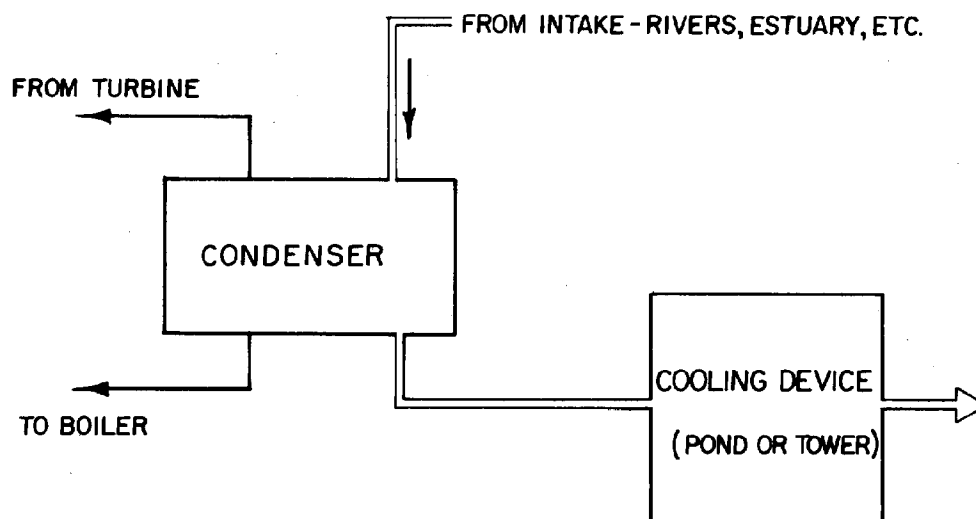 FROM INTAKE-RIVERS, ESTUARY, ETC.
FROM TURBINE
CONDENSER
TO BOILER
COOLING DEVICE
(POND OR TOWER)